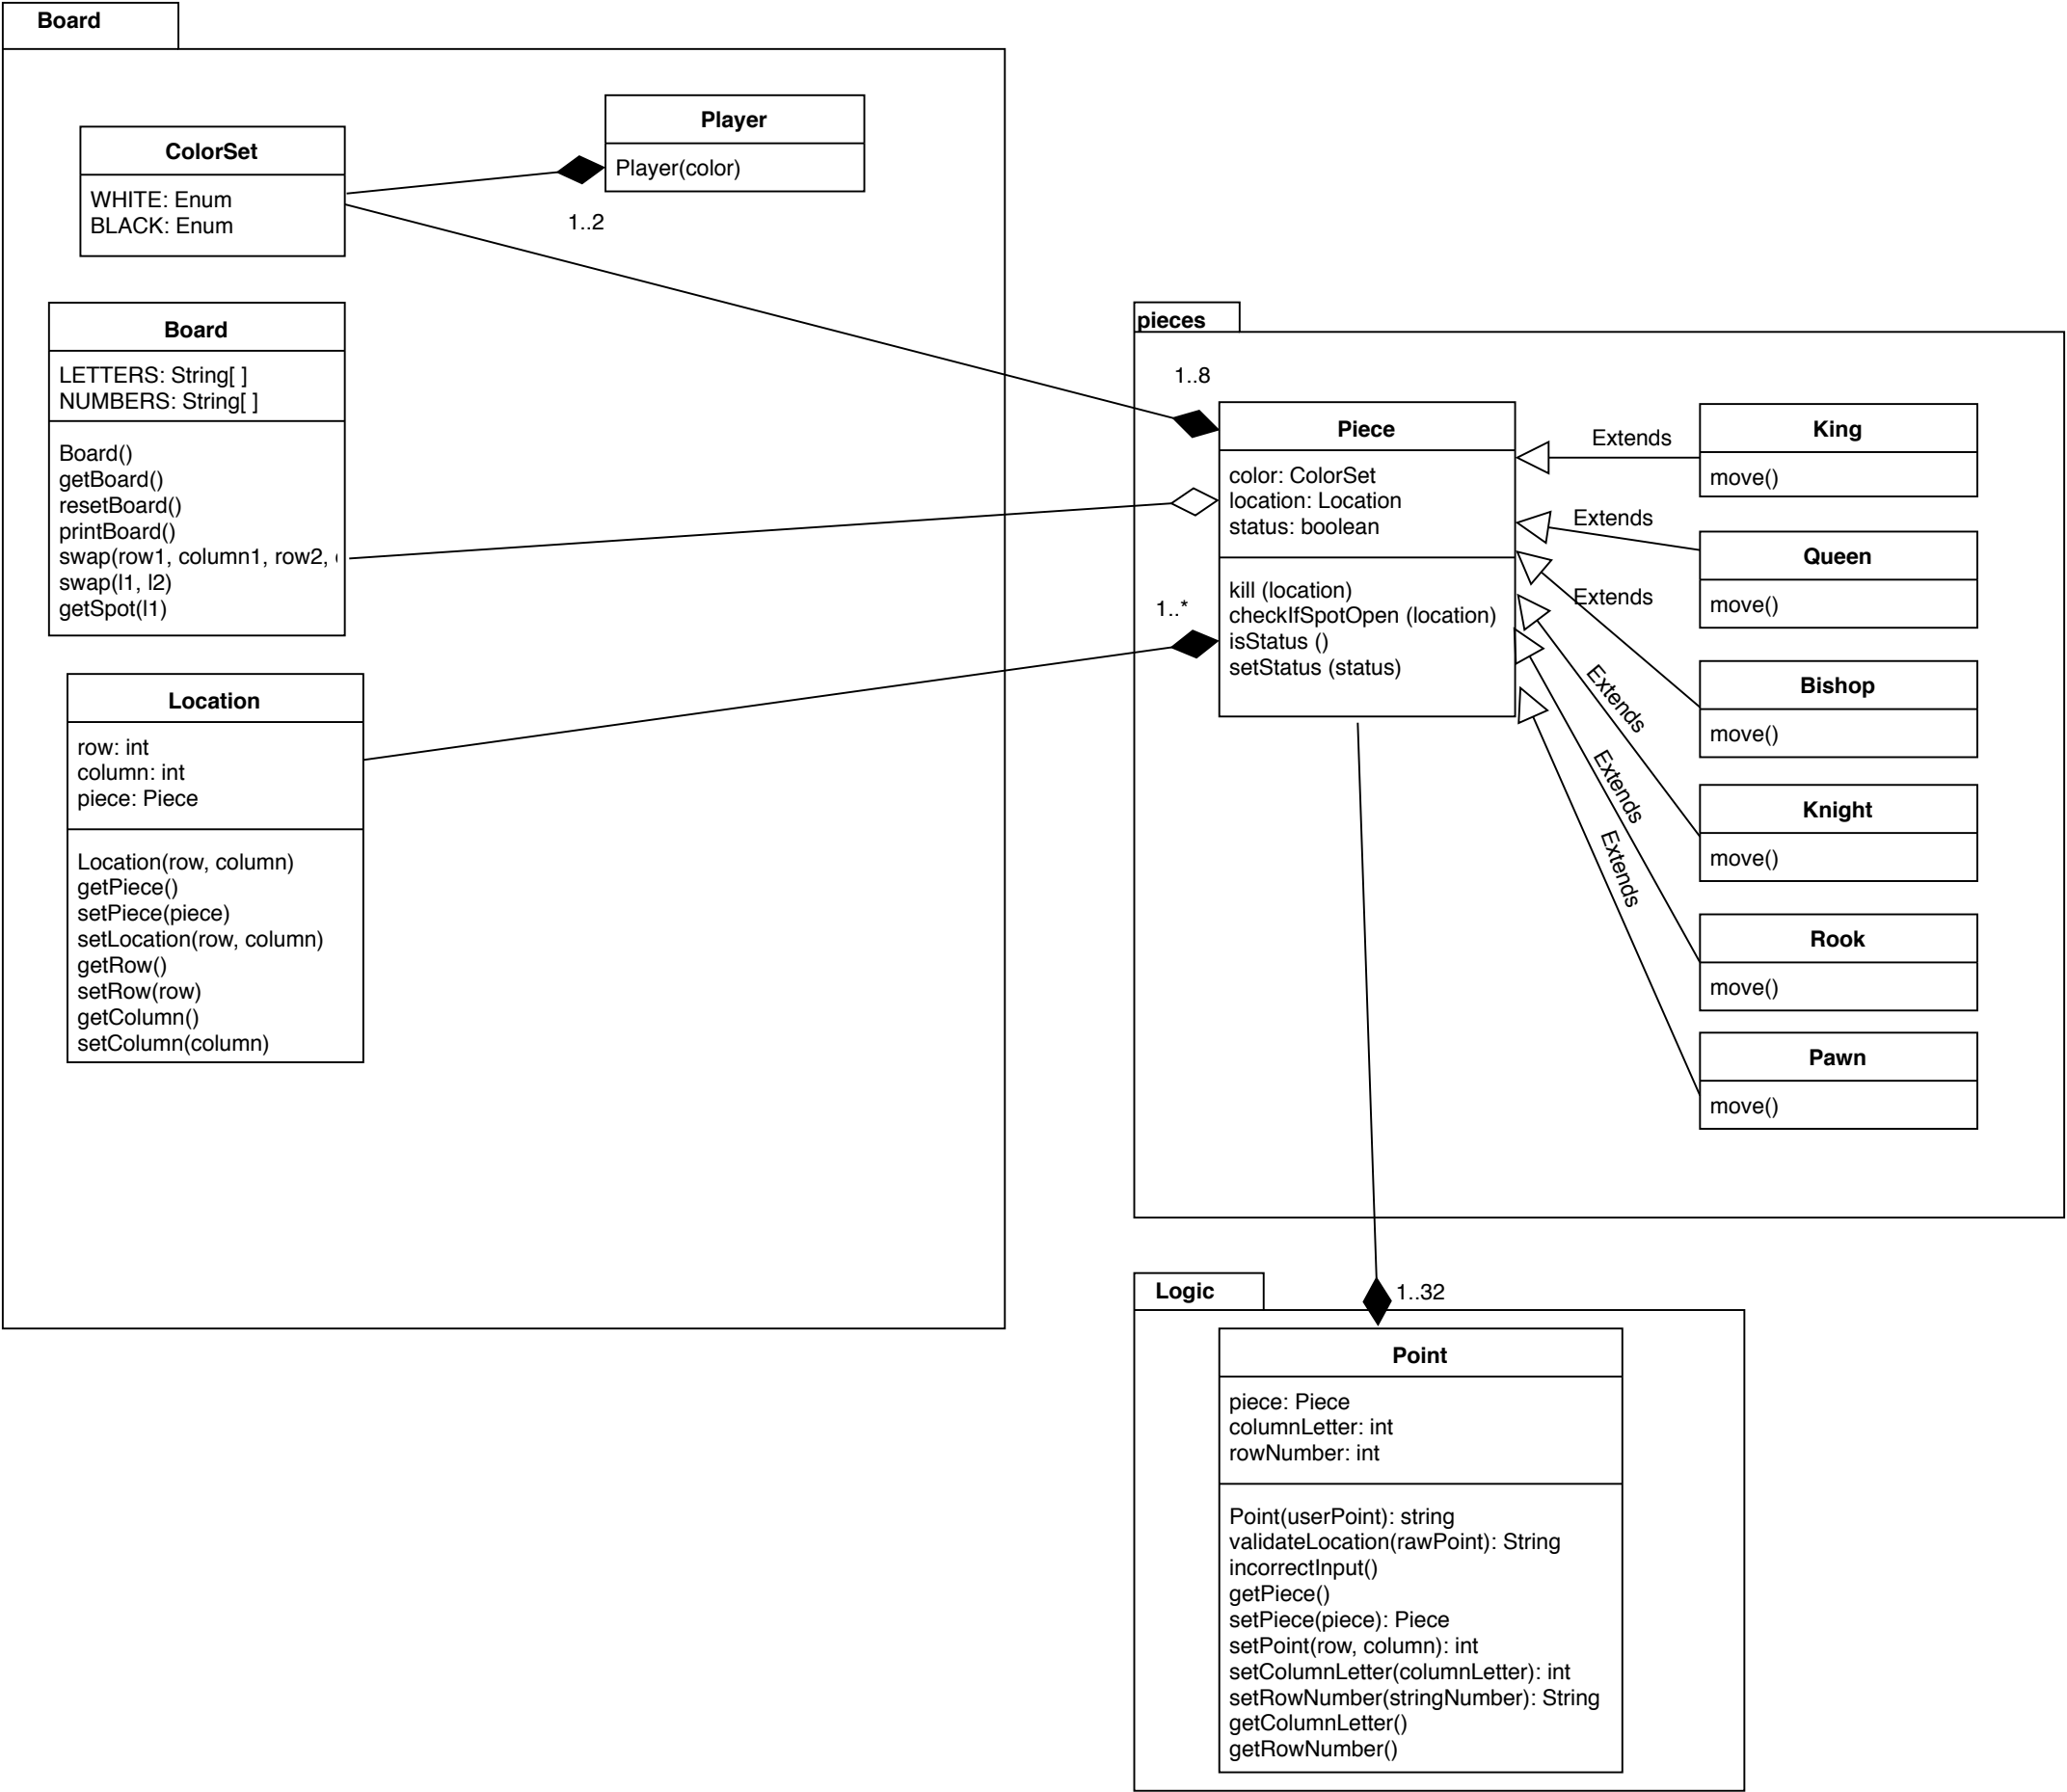 Board
ColorSet
WHITE: Enum
BLACK: Enum
Player
Player(color)
1..2
Board
LETTERS: String[ ]
NUMBERS: String[ ]
Board()
getBoard()
resetBoard()
printBoard()
swap(row1, column1, row2,
swap(l1, l2)
getSpot(l1)
Location
row: int
column: int
piece: Piece
Location(row, column)
getPiece()
setPiece(piece)
setLocation(row, column)
getRow()
setRow(row)
getColumn()
setColumn(column)
pieces
1..8
Piece
color: ColorSet
location: Location
status: boolean
kill (location)
checkIfSpotOpen (location)
isStatus ()
setStatus (status)
1..*
Extends
King
move()
Extends
Queen
move()
Extends
Bishop
move()
Extends
Knight
move()
Extends
Rook
move()
Extends
Pawn
move()
Logic
1..32
Point
piece: Piece
columnLetter: int
rowNumber: int
Point(userPoint): string
validateLocation(rawPoint): String
incorrectInput()
getPiece()
setPiece(piece): Piece
setPoint(row, column): int
setColumnLetter(columnLetter): int
setRowNumber(stringNumber): String
getColumnLetter()
getRowNumber()